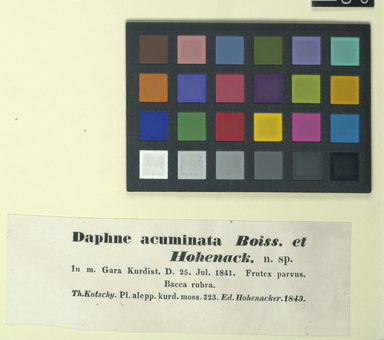 Daphne acuminata Boiss. et
Hohenack. n. sp.
In m. Gara Kurdist. D. 25. Jul. 1841. Frutex parvus.
Bacca rubra.
Th.Kotschy. Pl. alepp. kurd. moss. 323. Ed. Hohenacker. 1843.